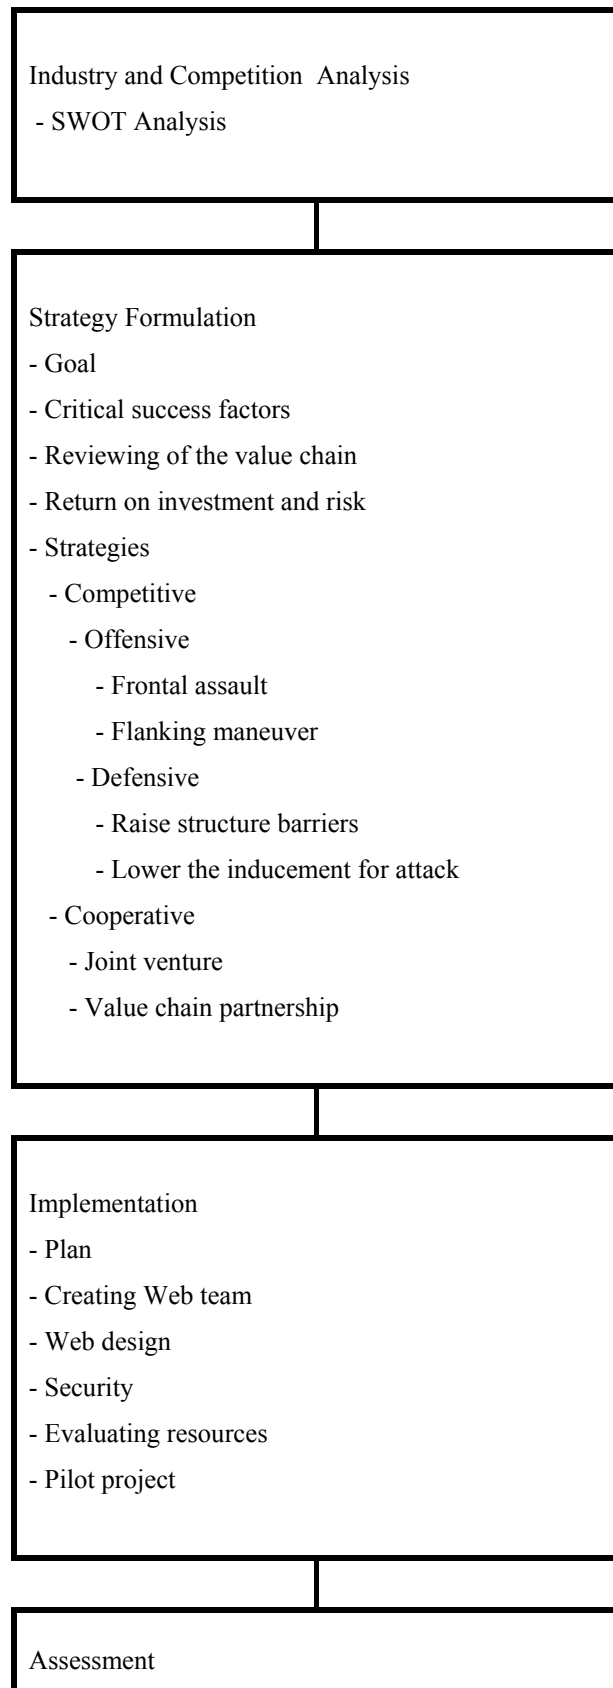 Industry and Competition Analysis
- SWOT Analysis
Strategy Formulation
- Goal
- Critical success factors
- Reviewing of the value chain
- Return on investment and risk
- Strategies
- Competitive
- Offensive
- Frontal assault
- Flanking maneuver
- Defensive
- Raise structure barriers
- Lower the inducement for attack
- Cooperative
- Joint venture
- Value chain partnership
Implementation
- Plan
- Creating Web team
- Web design
- Security
- Evaluating resources
- Pilot project
Assessment